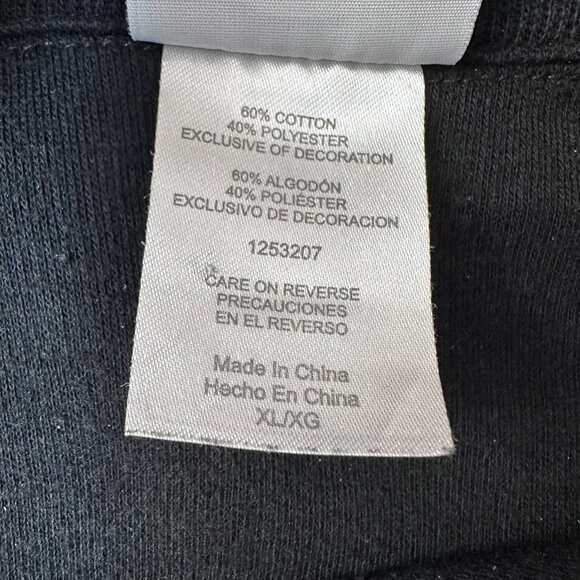 60% COTTON
40% POLYESTER
EXCLUSIVE OF DECORATION
60% ALGODÓN
40% POLIÉSTER
EXCLUSIVO DE DECORACION
1253207
CARE ON REVERSE
PRECAUCIONES
EN EL REVERSO
Made In China
Hecho En China
XL/XG